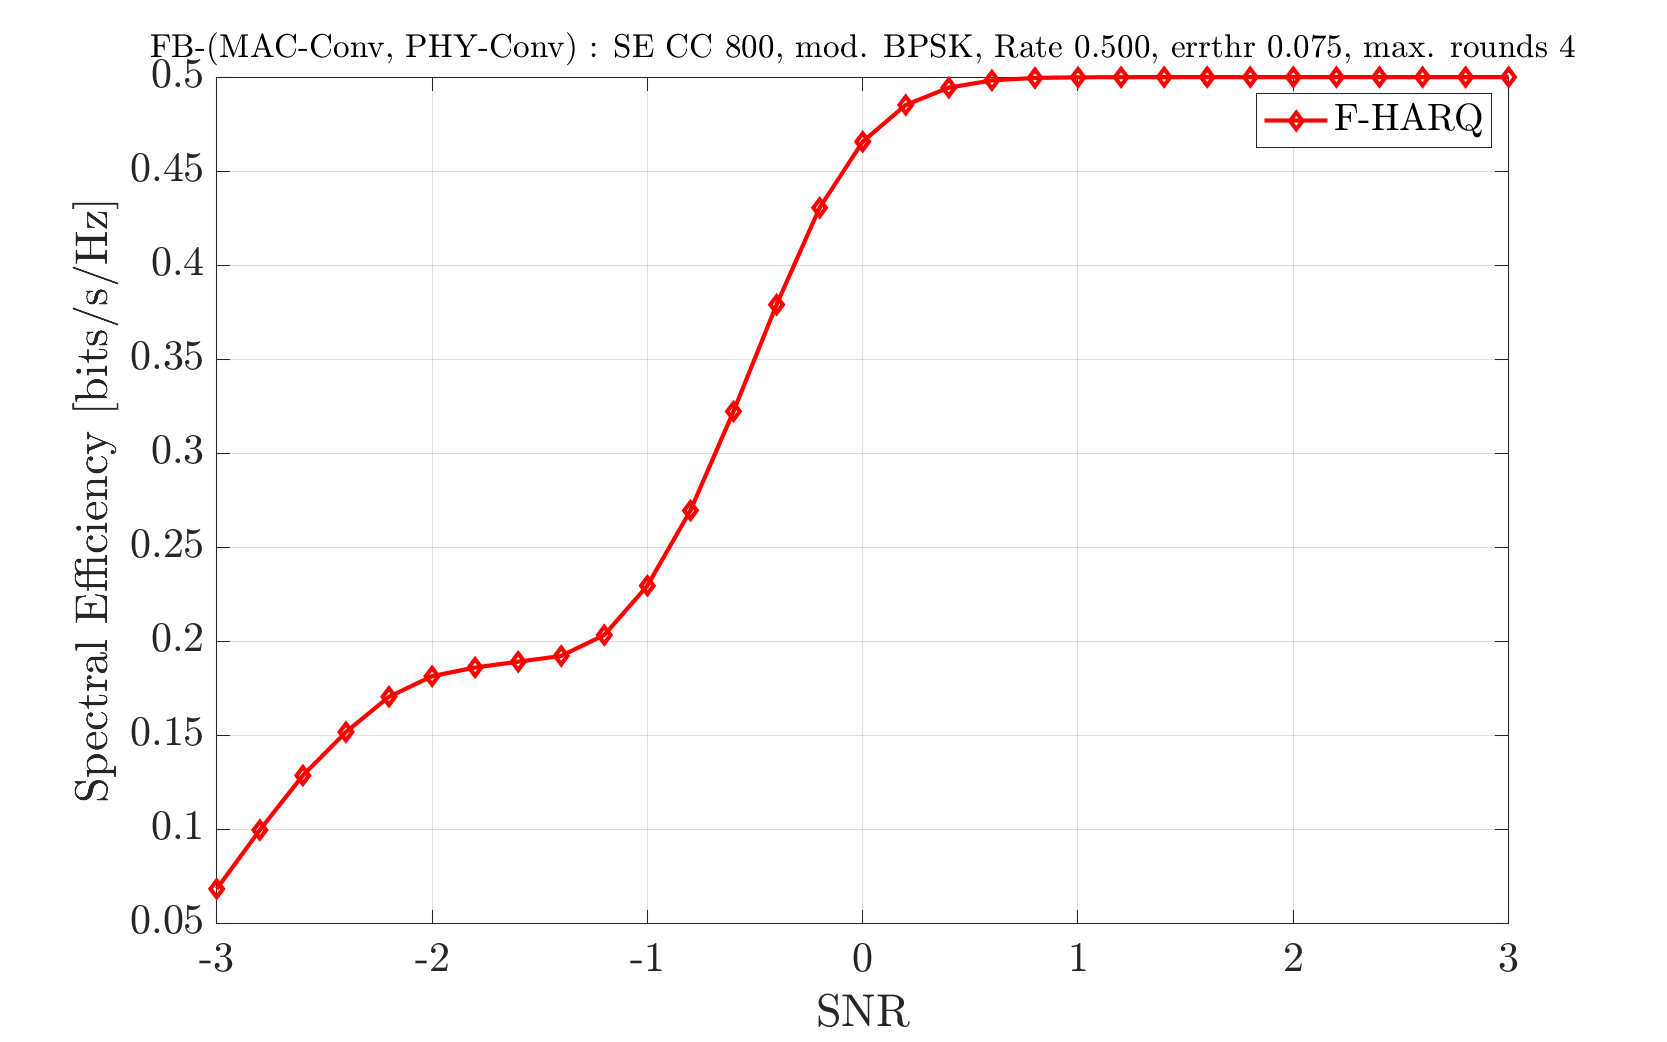 FB-(MAC-Conv, PHY-Conv) : SE CC 800, mod. BPSK, Rate 0.500, errthr 0.075, max. rounds 4
F-HARQ
0.5
0.45
0.4
0.35
0.3
0.25
0.2
0.15
0.1
0.05
Spectral Efficiency [bits/s/Hz]
-3 -2 -1 0 1 2 3
SNR